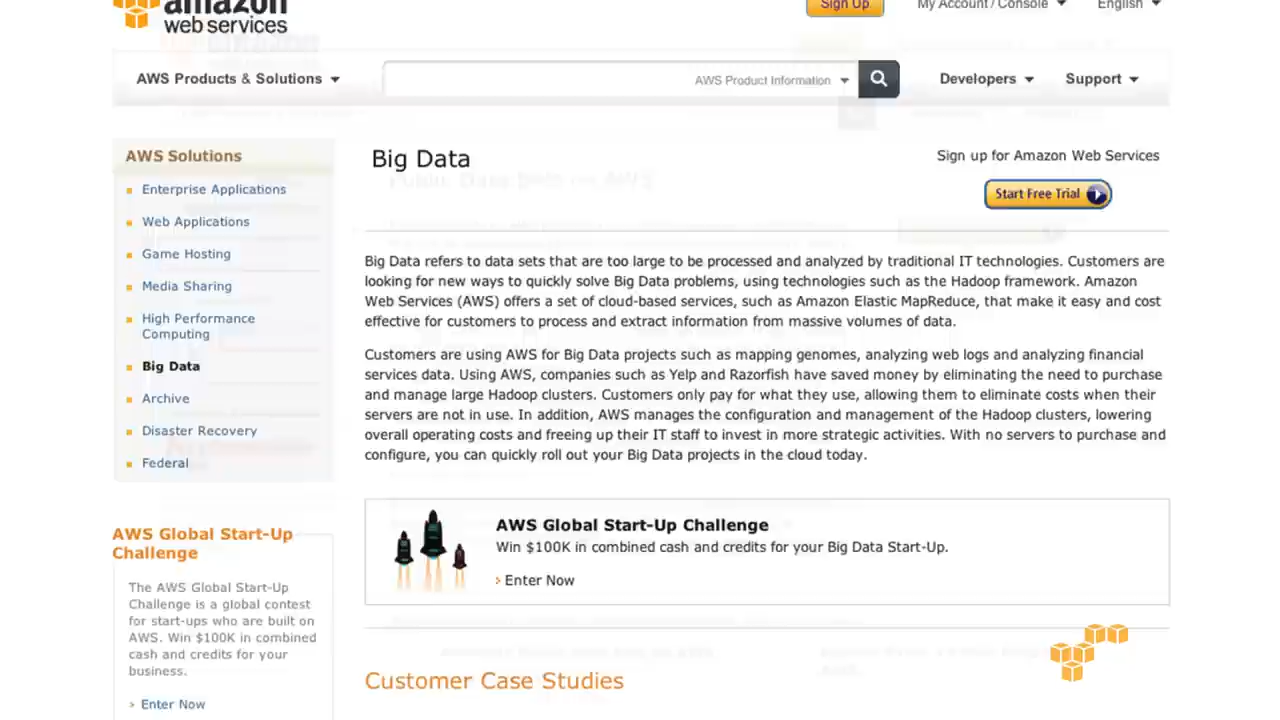 amazon
web services
Sign Up
My Account / Console
English
AWS Products & Solutions
AWS Product Information
Developers
Support
AWS Solutions
Enterprise Applications
Web Applications
Game Hosting
Media Sharing
High Performance
Computing
Big Data
Archive
Disaster Recovery
Federal
AWS Global Start-Up
Challenge
The AWS Global Start-Up
Challenge is a global contest
for start-ups who are built on
AWS. Win $100K in combined
cash and credits for your
business.
› Enter Now
Big Data
Sign up for Amazon Web Services
Start Free Trial
Big Data refers to data sets that are too large to be processed and analyzed by traditional IT technologies. Customers are
looking for new ways to quickly solve Big Data problems, using technologies such as the Hadoop framework. Amazon
Web Services (AWS) offers a set of cloud-based services, such as Amazon Elastic MapReduce, that make it easy and cost
effective for customers to process and extract information from massive volumes of data.
Customers are using AWS for Big Data projects such as mapping genomes, analyzing web logs and analyzing financial
services data. Using AWS, companies such as Yelp and Razorfish have saved money by eliminating the need to purchase
and manage large Hadoop clusters. Customers only pay for what they use, allowing them to eliminate costs when their
servers are not in use. In addition, AWS manages the configuration and management of the Hadoop clusters, lowering
overall operating costs and freeing up their IT staff to invest in more strategic activities. With no servers to purchase and
configure, you can quickly roll out your Big Data projects in the cloud today.
AWS Global Start-Up Challenge
Win $100K in combined cash and credits for your Big Data Start-Up.
› Enter Now
Customer Case Studies